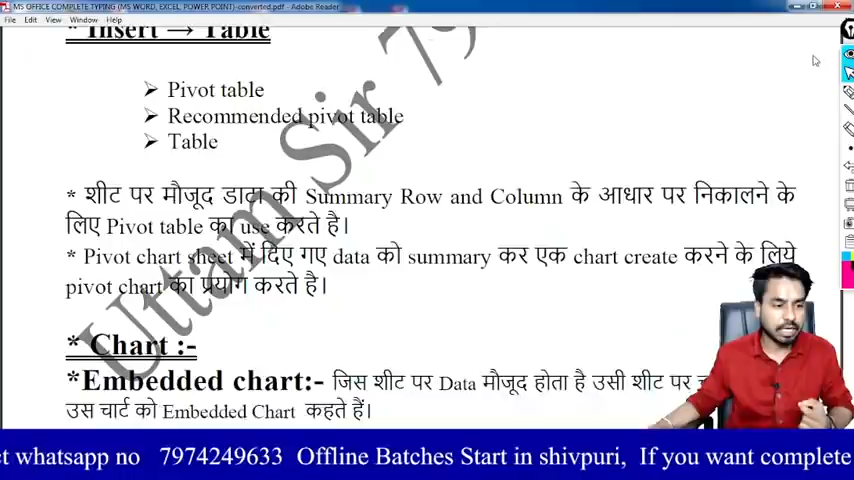 MS OFFICE COMPLETE TYPING (MS WORD, EXCEL, POWER POINT)-converted.pdf - Adobe Reader
File Edit View Window Help
* Insert → Table
➢ Pivot table
➢ Recommended pivot table
➢ Table
* शीट पर मौजूद डाटा की Summary Row and Column के आधार पर निकालने के
लिए Pivot table का use करते है।
* Pivot chart sheet में दिए गए data को summary कर एक chart create करने के लिये
pivot chart का प्रयोग करते है।
* Chart :-
*Embedded chart:- जिस शीट पर Data मौजूद होता है उसी शीट पर
उस चार्ट को Embedded Chart कहते हैं।
Uttam Sir 79
ct whatsapp no 7974249633 Offline Batches Start in shivpuri, If you want complete